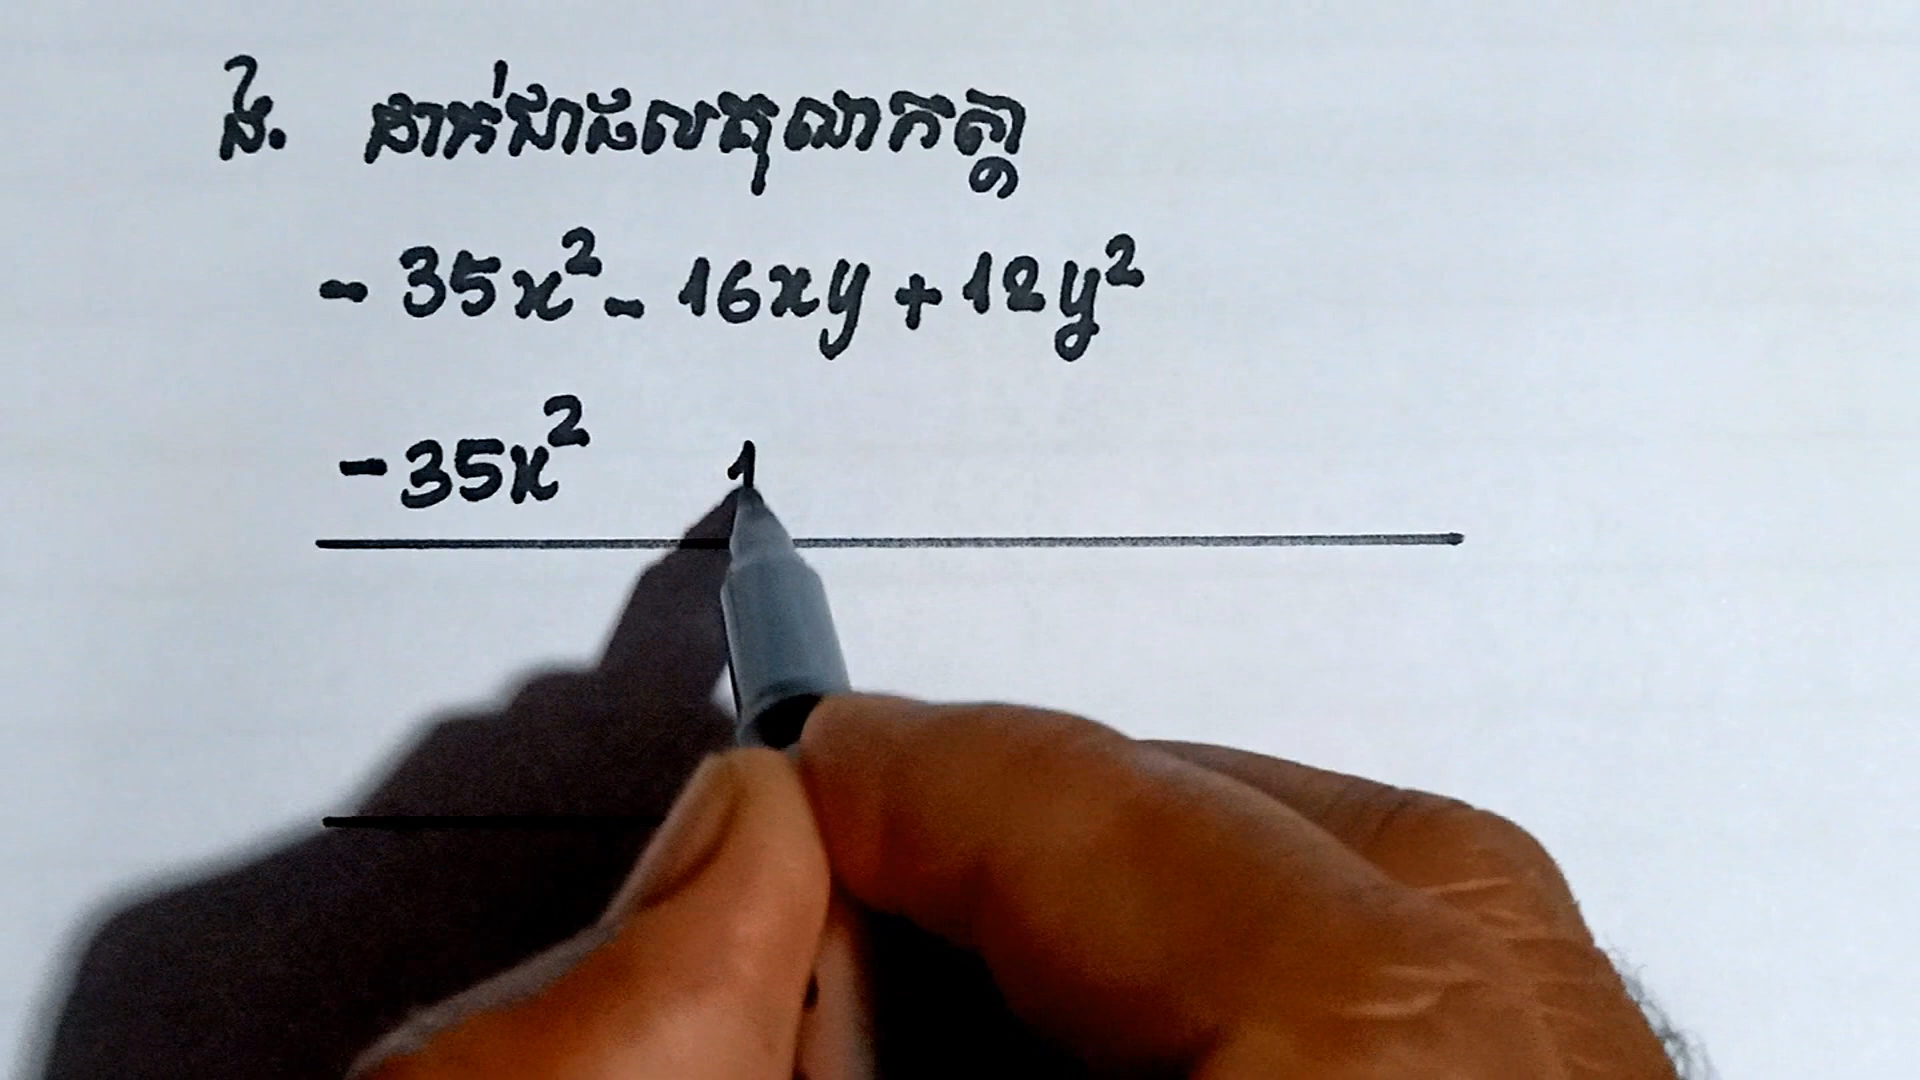 ង. ដាក់ជាផលគុណកត្តា
- 35x² - 16xy + 12y²
-35x² 1